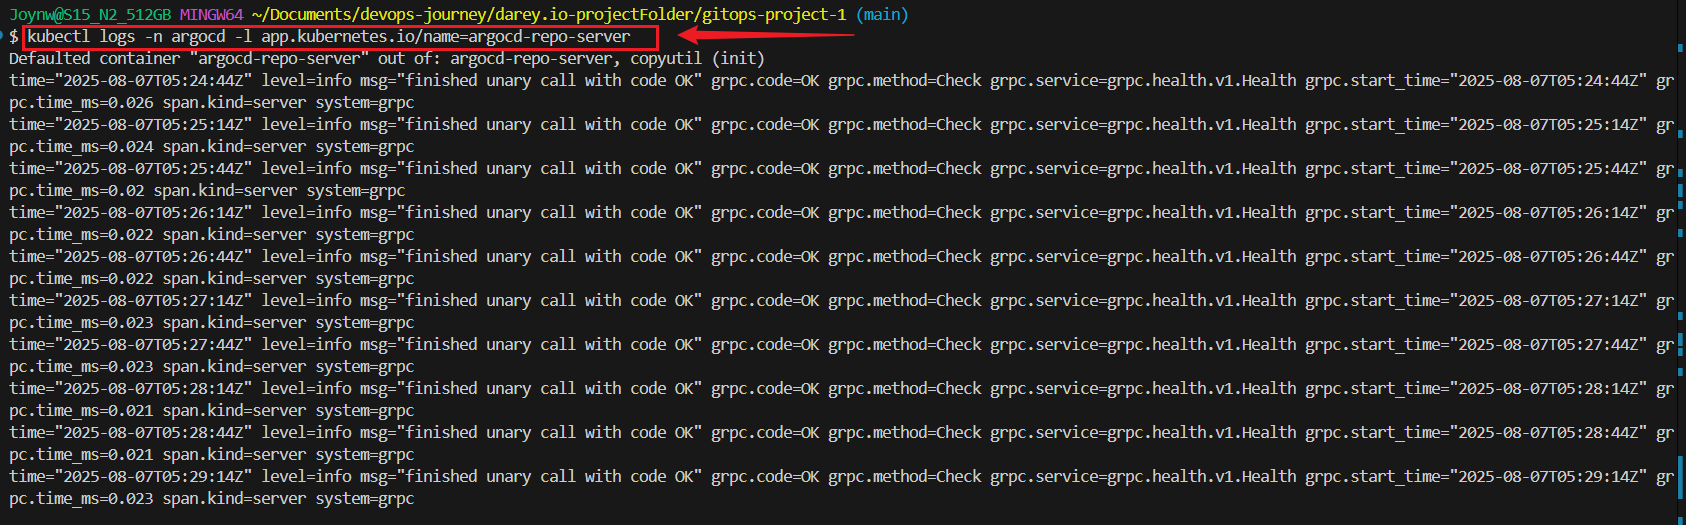 Joynw@S15_N2_512GB MINGW64 ~/Documents/devops-journey/darey.io-projectFolder/gitops-project-1 (main)
$ kubectl logs -n argocd -l app.kubernetes.io/name=argocd-repo-server
Defaulted container "argocd-repo-server" out of: argocd-repo-server, copyutil (init)
time="2025-08-07T05:24:44Z" level=info msg="finished unary call with code OK" grpc.code=OK grpc.method=Check grpc.service=grpc.health.v1.Health grpc.start_time="2025-08-07T05:24:44Z" gr
pc.time_ms=0.026 span.kind=server system=grpc
time="2025-08-07T05:25:14Z" level=info msg="finished unary call with code OK" grpc.code=OK grpc.method=Check grpc.service=grpc.health.v1.Health grpc.start_time="2025-08-07T05:25:14Z" gr
pc.time_ms=0.024 span.kind=server system=grpc
time="2025-08-07T05:25:44Z" level=info msg="finished unary call with code OK" grpc.code=OK grpc.method=Check grpc.service=grpc.health.v1.Health grpc.start_time="2025-08-07T05:25:44Z" gr
pc.time_ms=0.02 span.kind=server system=grpc
time="2025-08-07T05:26:14Z" level=info msg="finished unary call with code OK" grpc.code=OK grpc.method=Check grpc.service=grpc.health.v1.Health grpc.start_time="2025-08-07T05:26:14Z" gr
pc.time_ms=0.022 span.kind=server system=grpc
time="2025-08-07T05:26:44Z" level=info msg="finished unary call with code OK" grpc.code=OK grpc.method=Check grpc.service=grpc.health.v1.Health grpc.start_time="2025-08-07T05:26:44Z" gr
pc.time_ms=0.022 span.kind=server system=grpc
time="2025-08-07T05:27:14Z" level=info msg="finished unary call with code OK" grpc.code=OK grpc.method=Check grpc.service=grpc.health.v1.Health grpc.start_time="2025-08-07T05:27:14Z" gr
pc.time_ms=0.023 span.kind=server system=grpc
time="2025-08-07T05:27:44Z" level=info msg="finished unary call with code OK" grpc.code=OK grpc.method=Check grpc.service=grpc.health.v1.Health grpc.start_time="2025-08-07T05:27:44Z" gr
pc.time_ms=0.023 span.kind=server system=grpc
time="2025-08-07T05:28:14Z" level=info msg="finished unary call with code OK" grpc.code=OK grpc.method=Check grpc.service=grpc.health.v1.Health grpc.start_time="2025-08-07T05:28:14Z" gr
pc.time_ms=0.021 span.kind=server system=grpc
time="2025-08-07T05:28:44Z" level=info msg="finished unary call with code OK" grpc.code=OK grpc.method=Check grpc.service=grpc.health.v1.Health grpc.start_time="2025-08-07T05:28:44Z" gr
pc.time_ms=0.021 span.kind=server system=grpc
time="2025-08-07T05:29:14Z" level=info msg="finished unary call with code OK" grpc.code=OK grpc.method=Check grpc.service=grpc.health.v1.Health grpc.start_time="2025-08-07T05:29:14Z" gr
pc.time_ms=0.023 span.kind=server system=grpc